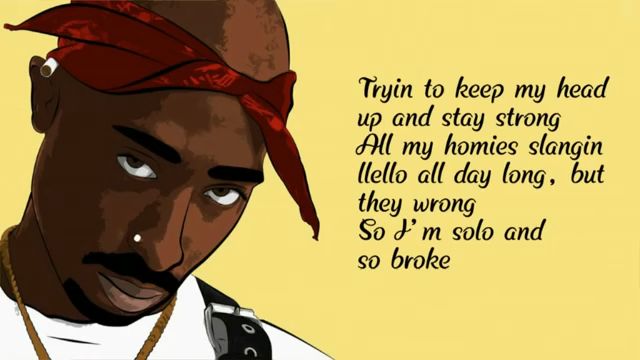 Tryin to keep my head
up and stay strong
All my homies slangin
llello all day long, but
they wrong
So I'm solo and
so broke